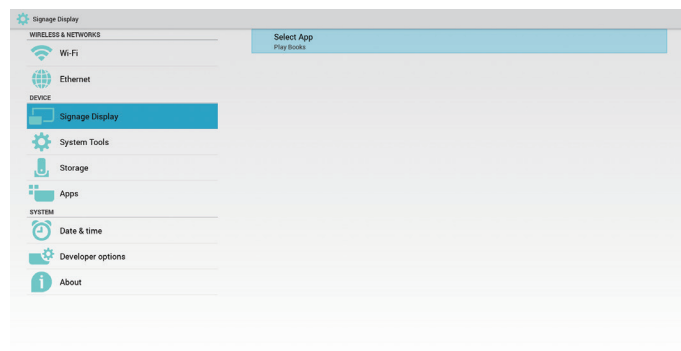 Signage Display
WIRELESS & NETWORKS
Wi-Fi
Ethernet
DEVICE
Signage Display
System Tools
Storage
Apps
SYSTEM
Date & time
Developer options
About
Select App
Play Books